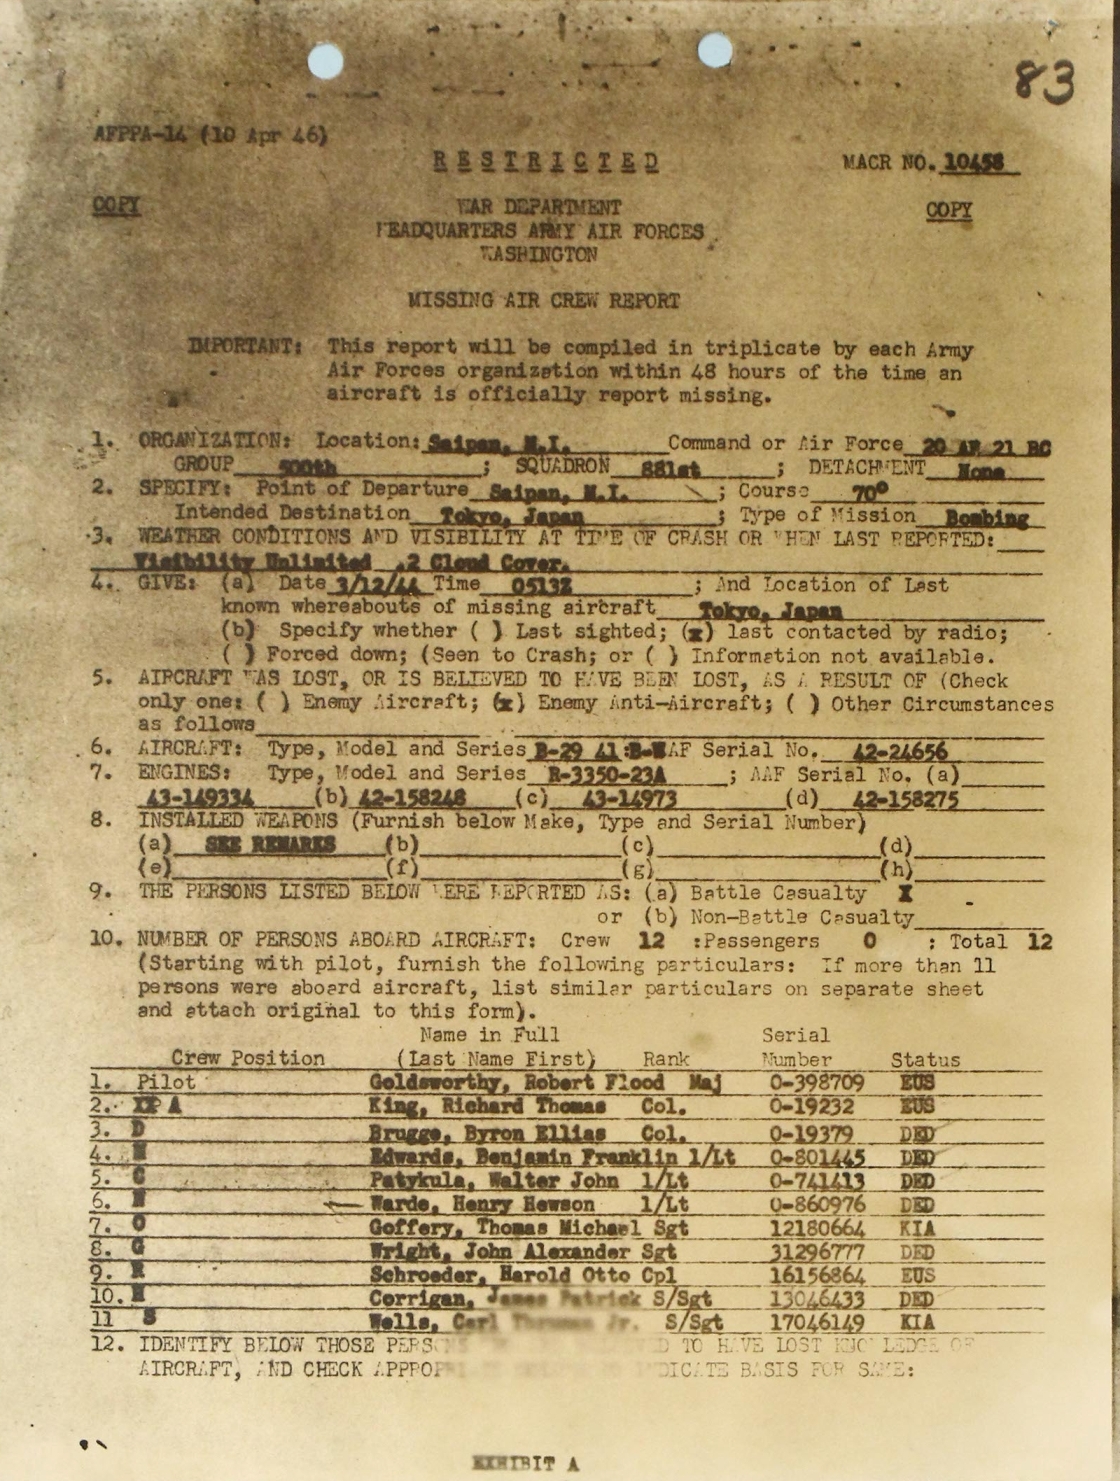 83
AFPPA-14 (10 Apr 46)
RESTRICTED
MACR NO. 10458
COPY
WAR DEPARTMENT
COPY
HEADQUARTERS ARMY AIR FORCES
WASHINGTON
MISSING AIR CREW REPORT
IMPORTANT: This report will be compiled in triplicate by each Army
Air Forces organization within 48 hours of the time an
aircraft is officially report missing.
1. ORGANIZATION: Location: Saipan, M.I. Command or Air Force 20 AF 21 BC
GROUP 500th ; SQUADRON 881st ; DETACHMENT None
2. SPECIFY: Point of Departure Saipan, M.I. ; Course 70°
Intended Destination Tokyo, Japan ; Type of Mission Bombing
3. WEATHER CONDITIONS AND VISIBILITY AT TIME OF CRASH OR WHEN LAST REPORTED:
Visibility Unlimited .2 Cloud Cover.
4. GIVE: (a) Date 3/12/44 Time 0513Z ; And Location of Last
known whereabouts of missing aircraft Tokyo, Japan
(b) Specify whether ( ) Last sighted; (x) last contacted by radio;
( ) Forced down; (Seen to Crash; or ( ) Information not available.
5. AIRCRAFT WAS LOST, OR IS BELIEVED TO HAVE BEEN LOST, AS A RESULT OF (Check
only one: ( ) Enemy Aircraft; (x) Enemy Anti-Aircraft; ( ) Other Circumstances
as follows
6. AIRCRAFT: Type, Model and Series B-29 AF Serial No. 42-24656
7. ENGINES: Type, Model and Series R-3350-23A ; AAF Serial No. (a)
43-149334 (b) 42-158248 (c) 43-14973 (d) 42-158275
8. INSTALLED WEAPONS (Furnish below Make, Type and Serial Number)
(a) SEE REMARKS (b) (c) (d)
(e) (f) (g) (h)
9. THE PERSONS LISTED BELOW WERE REPORTED AS: (a) Battle Casualty X
or (b) Non-Battle Casualty
10. NUMBER OF PERSONS ABOARD AIRCRAFT: Crew 12 :Passengers 0 : Total 12
(Starting with pilot, furnish the following particulars: If more than 11
persons were aboard aircraft, list similar particulars on separate sheet
and attach original to this form).
Name in Full Serial
Crew Position (Last Name First) Rank Number Status
1. Pilot Goldsworthy, Robert Flood Maj 0-398709 EUS
2. A King, Richard Thomas Col. 0-19232 EUS
3. D Brugge, Byron Ellias Col. 0-19379 DED
4. Edwards, Benjamin Franklin 1/Lt 0-801445 DED
5. C Patykula, Walter John 1/Lt 0-741413 DED
6. Warde, Henry Hewson 1/Lt 0-860976 DED
7. O Goffery, Thomas Michael Sgt 12180664 KIA
8. G Wright, John Alexander Sgt 31296777 DED
9. Schroeder, Harold Otto Cpl 16156864 EUS
10. Corrigan, James Patrick S/Sgt 13046433 DED
11 S Wells, Carl Jr. S/Sgt 17046149 KIA
12. IDENTIFY BELOW THOSE TO HAVE LOST KNOWLEDGE OF
AIRCRAFT, AND CHECK BASIS FOR SAME:
EXHIBIT A